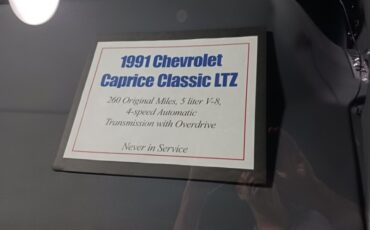 1991 Chevrolet
Caprice Classic LTZ
260 Original Miles, 5 liter V-8,
4-speed Automatic
Transmission with Overdrive
Never in Service